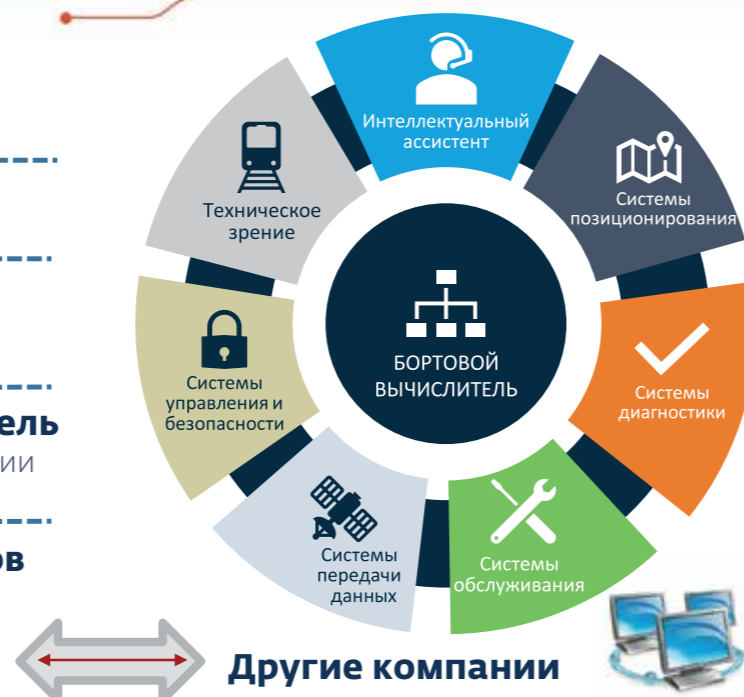 Интеллектуальный
ассистент
Системы
позиционирования
Техническое
зрение
БОРТОВОЙ
ВЫЧИСЛИТЕЛЬ
Системы
диагностики
Системы
управления и
безопасности
Системы
передачи
данных
Системы
обслуживания
Другие компании